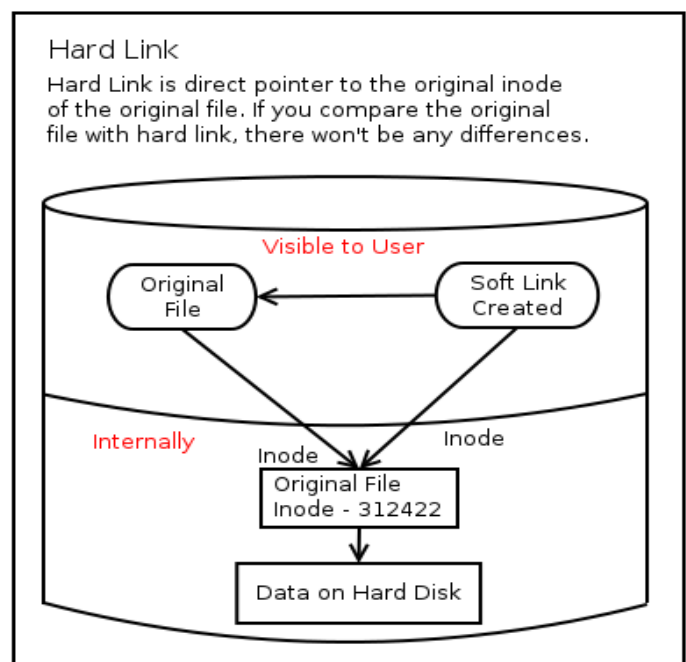 Hard Link
Hard Link is direct pointer to the original inode
of the original file. If you compare the original
file with hard link, there won't be any differences.
Visible to User
Original
File
Soft Link
Created
Internally
Inode
Inode
Original File
Inode - 312422
Data on Hard Disk